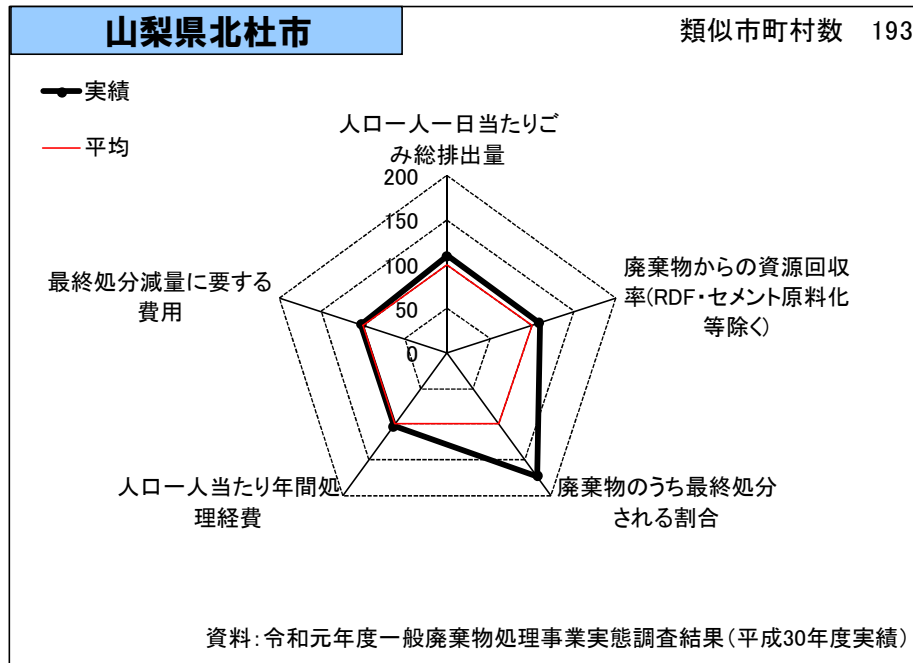 山梨県北杜市
類似市町村数 193
実績
平均
人口一人一日当たりご
み総排出量
200
150
100
50
0
廃棄物からの資源回収
率(RDF・セメント原料化
等除く)
最終処分減量に要する
費用
人口一人当たり年間処
理経費
廃棄物のうち最終処分
される割合
資料:令和元年度一般廃棄物処理事業実態調査結果(平成30年度実績)